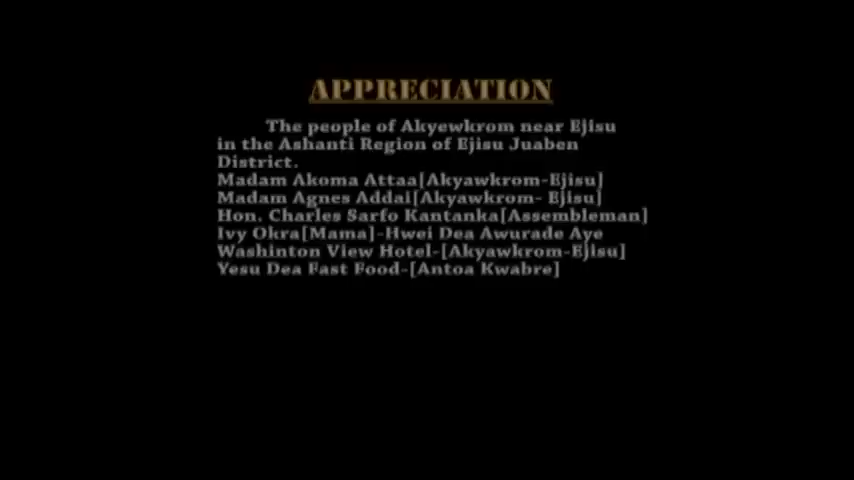 APPRECIATION
The people of Akyewkrom near Ejisu
in the Ashanti Region of Ejisu Juaben
District.
Madam Akoma Attaa[Akyawkrom-Ejisu]
Madam Agnes Addai[Akyawkrom- Ejisu]
Hon. Charles Sarfo Kantanka[Assembleman]
Ivy Okra[Mama]-Hwei Dea Awurade Aye
Washinton View Hotel-[Akyawkrom-Ejisu]
Yesu Dea Fast Food-[Antoa Kwabre]